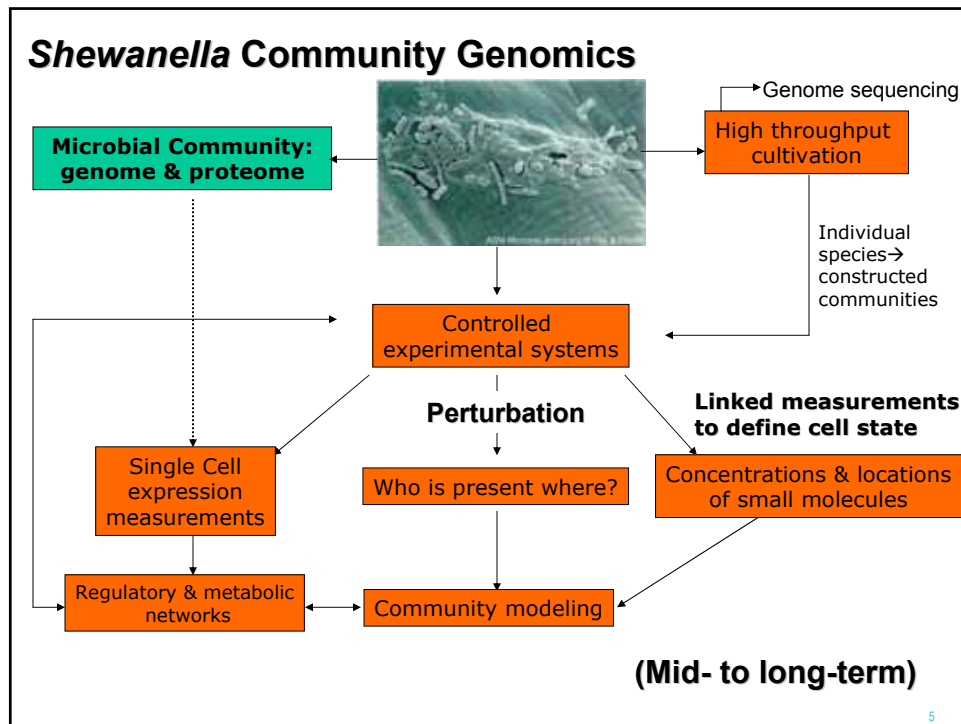 Shewanella Community Genomics
Genome sequencing
Microbial Community:
genome & proteome
High throughput
cultivation
Individual
species→
constructed
communities
Controlled
experimental systems
Perturbation
Linked measurements
to define cell state
Single Cell
expression
measurements
Who is present where?
Concentrations & locations
of small molecules
Regulatory & metabolic
networks
Community modeling
(Mid- to long-term)
5